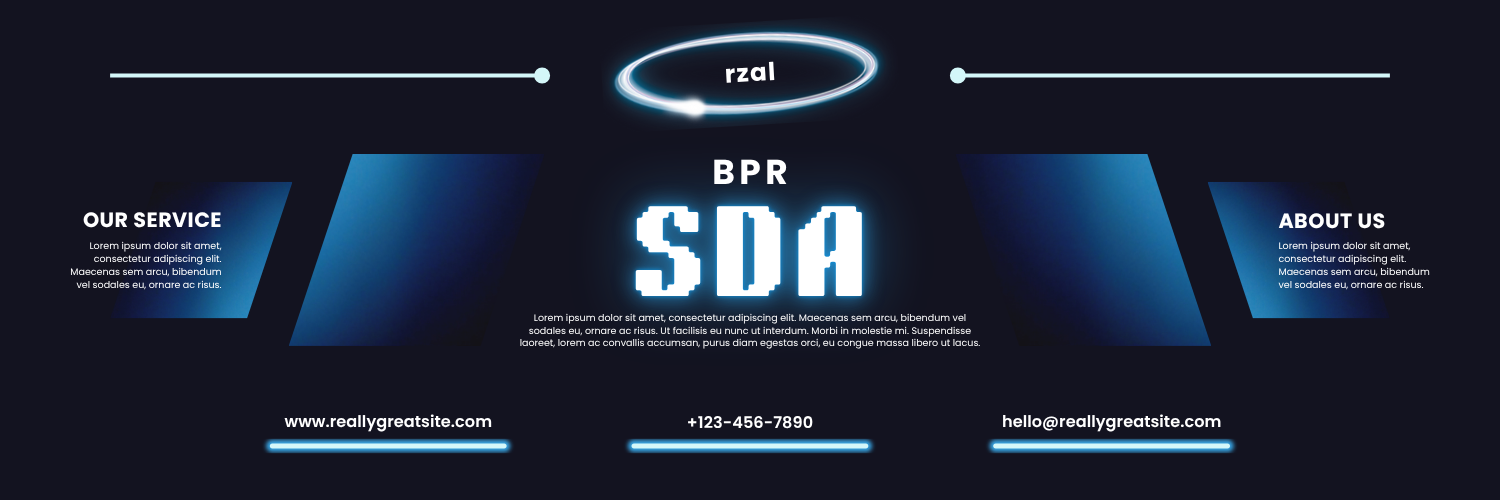 rzal
BPR
SDA
Lorem ipsum dolor sit amet, consectetur adipiscing elit. Maecenas sem arcu, bibendum vel
sodales eu, ornare ac risus. Ut facilisis eu nunc ut interdum. Morbi in molestie mi. Suspendisse
laoreet, lorem ac convallis accumsan, purus diam egestas orci, eu congue massa libero ut lacus.
OUR SERVICE
Lorem ipsum dolor sit amet,
consectetur adipiscing elit.
Maecenas sem arcu, bibendum
vel sodales eu, ornare ac risus.
ABOUT US
Lorem ipsum dolor sit amet,
consectetur adipiscing elit.
Maecenas sem arcu, bibendum
vel sodales eu, ornare ac risus.
www.reallygreatsite.com
+123-456-7890
hello@reallygreatsite.com